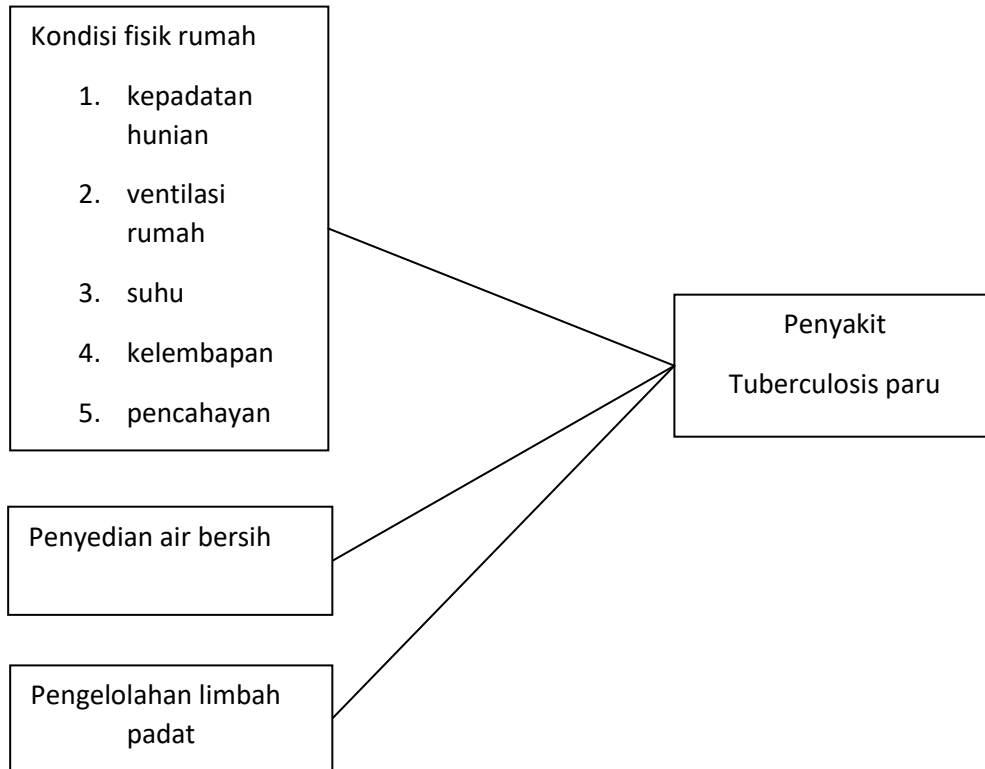 Kondisi fisik rumah
1. kepadatan
hunian
2. ventilasi
rumah
3. suhu
4. kelembapan
5. pencahayan
Penyakit
Tuberculosis paru
Penyedian air bersih
Pengelolahan limbah
padat